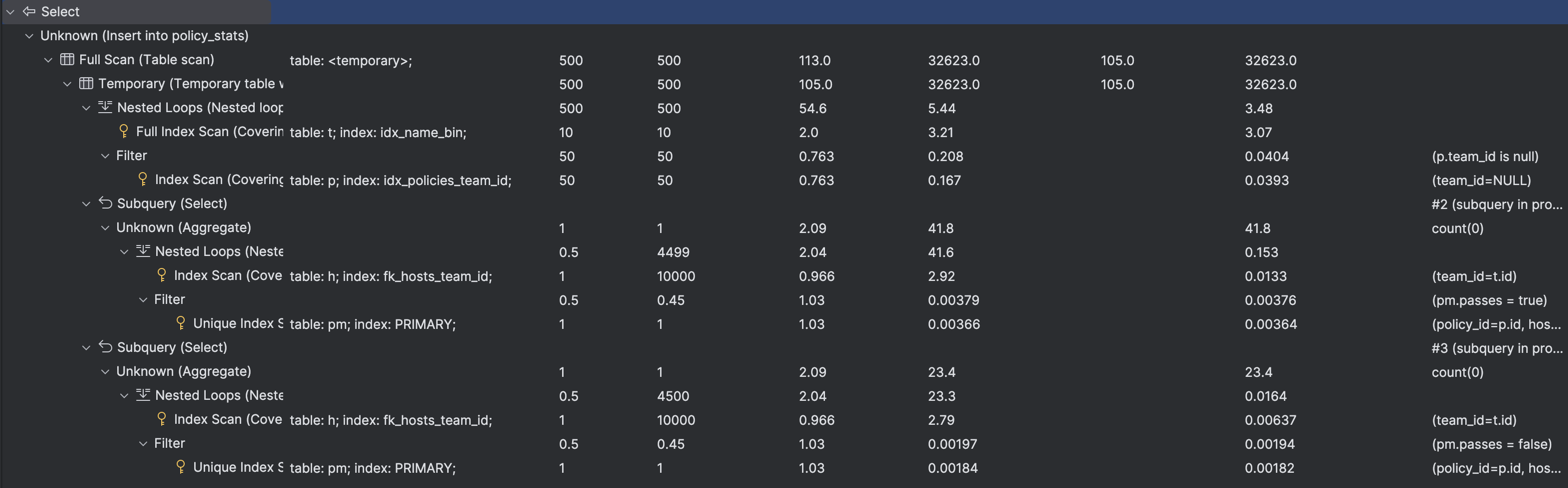 Select
Unknown (Insert into policy_stats)
Full Scan (Table scan) table: <temporary>; 500 500 113.0 32623.0 105.0 32623.0
Temporary (Temporary table v 500 500 105.0 32623.0 105.0 32623.0
Nested Loops (Nested loop 500 500 54.6 5.44 3.48
Full Index Scan (Coverin table: t; index: idx_name_bin; 10 10 2.0 3.21 3.07
Filter 50 50 0.763 0.208 0.0404 (p.team_id is null)
Index Scan (Covering table: p; index: idx_policies_team_id; 50 50 0.763 0.167 0.0393 (team_id=NULL)
Subquery (Select) #2 (subquery in pro...
Unknown (Aggregate) 1 1 2.09 41.8 41.8 count(0)
Nested Loops (Neste 0.5 4499 2.04 41.6 0.153
Index Scan (Cove table: h; index: fk_hosts_team_id; 1 10000 0.966 2.92 0.0133 (team_id=t.id)
Filter 0.5 0.45 1.03 0.00379 0.00376 (pm.passes = true)
Unique Index S table: pm; index: PRIMARY; 1 1 1.03 0.00366 0.00364 (policy_id=p.id, hos...
Subquery (Select) #3 (subquery in pro...
Unknown (Aggregate) 1 1 2.09 23.4 23.4 count(0)
Nested Loops (Neste 0.5 4500 2.04 23.3 0.0164
Index Scan (Cove table: h; index: fk_hosts_team_id; 1 10000 0.966 2.79 0.00637 (team_id=t.id)
Filter 0.5 0.45 1.03 0.00197 0.00194 (pm.passes = false)
Unique Index S table: pm; index: PRIMARY; 1 1 1.03 0.00184 0.00182 (policy_id=p.id, hos...